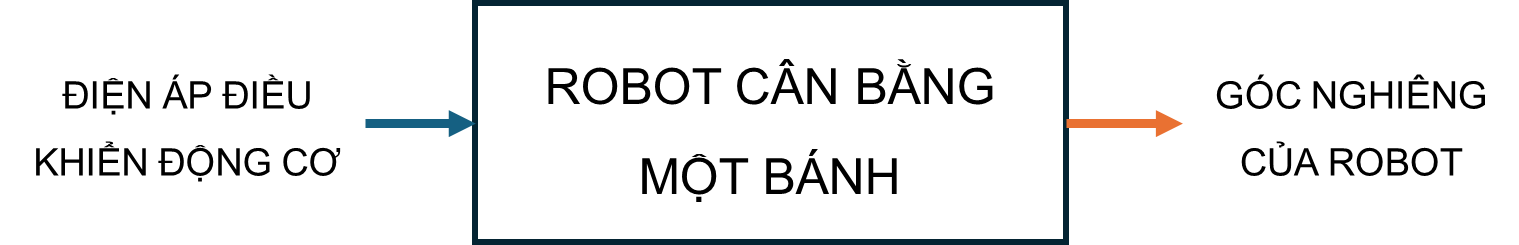 ĐIỆN ÁP ĐIỀU
KHIỂN ĐỘNG CƠ
ROBOT CÂN BẰNG
MỘT BÁNH
GÓC NGHIÊNG
CỦA ROBOT